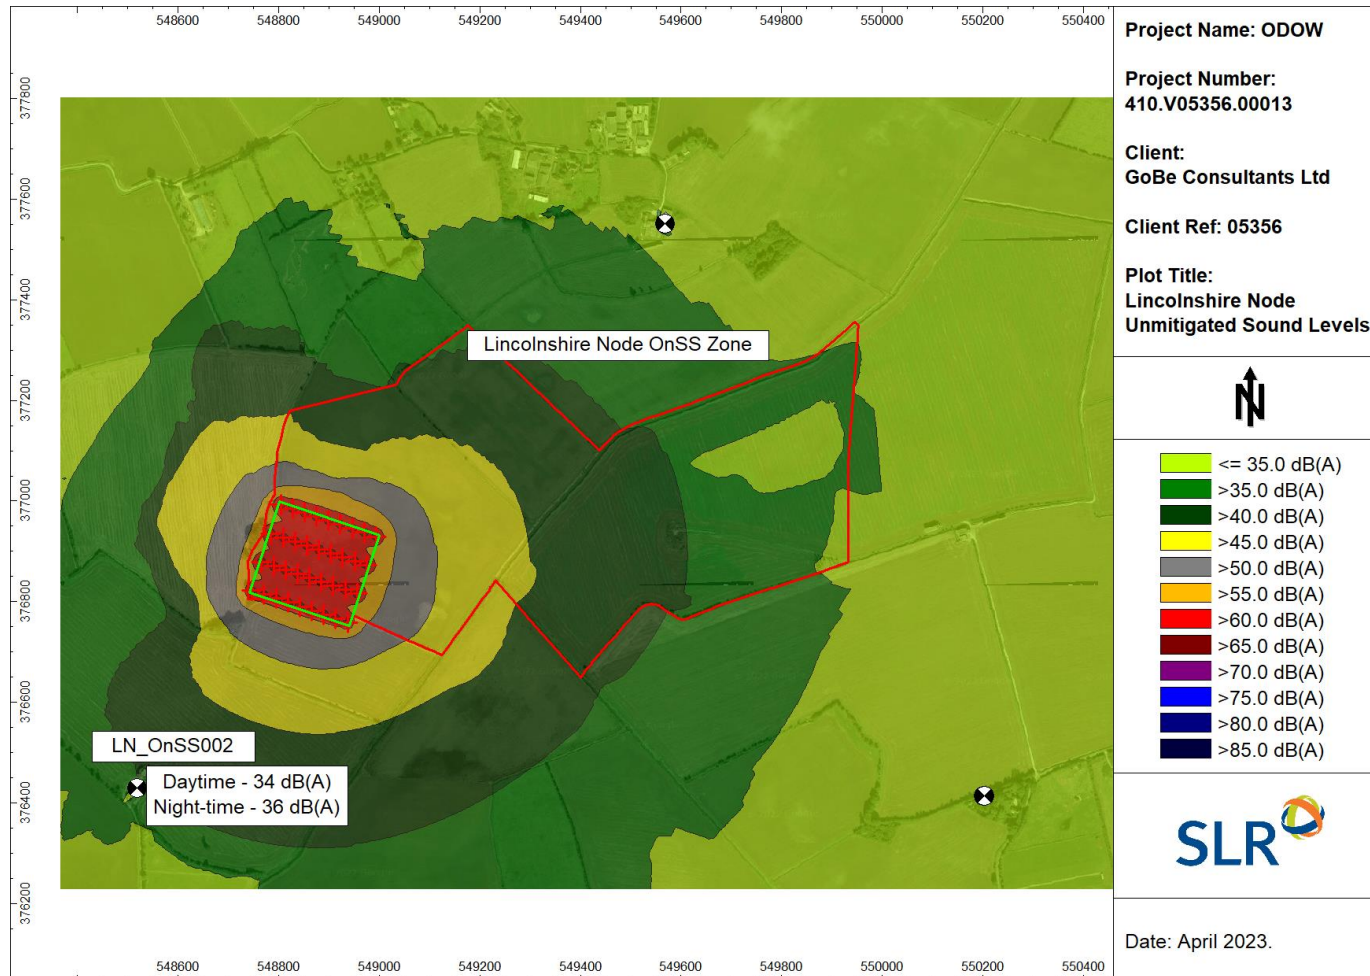 548600 548800 549000 549200 549400 549600 549800 550000 550200 550400
377800
377600
377400
377200
377000
376800
376600
376400
376200
Lincolnshire Node OnSS Zone
LN_OnSS002
Daytime - 34 dB(A)
Night-time - 36 dB(A)
548600 548800 549000 549200 549400 549600 549800 550000 550200 550400
Project Name: ODOW
Project Number:
410.V05356.00013
Client:
GoBe Consultants Ltd
Client Ref: 05356
Plot Title:
Lincolnshire Node
Unmitigated Sound Levels
N
<= 35.0 dB(A)
>35.0 dB(A)
>40.0 dB(A)
>45.0 dB(A)
>50.0 dB(A)
>55.0 dB(A)
>60.0 dB(A)
>65.0 dB(A)
>70.0 dB(A)
>75.0 dB(A)
>80.0 dB(A)
>85.0 dB(A)
SLR
Date: April 2023.